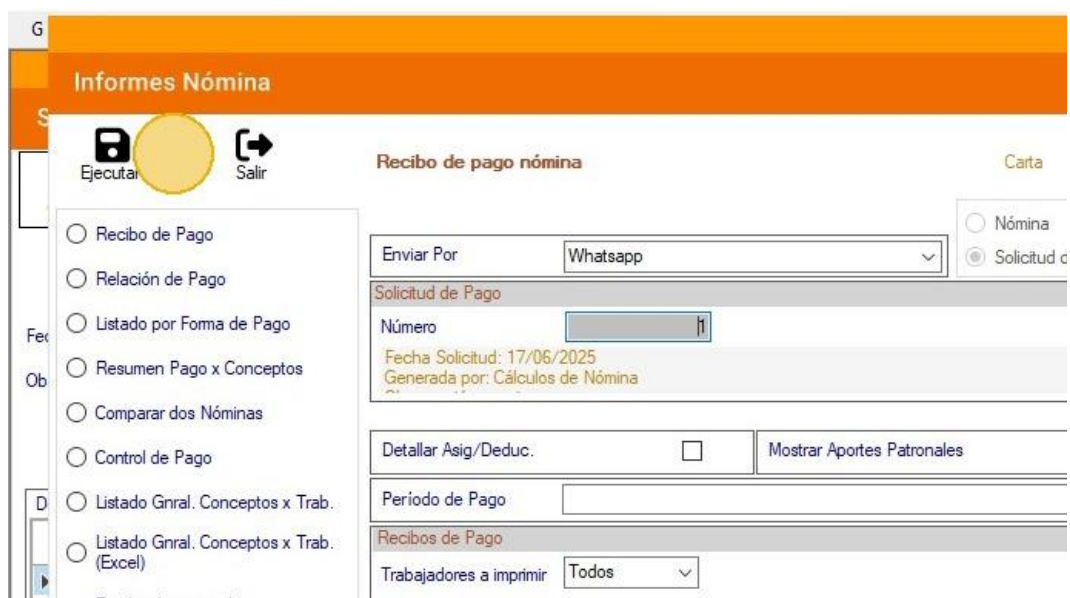 G
Informes Nómina
S
Ejecutar
Salir
Recibo de pago nómina
Carta
Recibo de Pago
Relación de Pago
Listado por Forma de Pago
Resumen Pago x Conceptos
Comparar dos Nóminas
Control de Pago
Listado Gnral. Conceptos x Trab.
Listado Gnral. Conceptos x Trab.
(Excel)
Fec
Ob
D
Nómina
Enviar Por Whatsapp
Solicitud d
Solicitud de Pago
Número 1
Fecha Solicitud: 17/06/2025
Generada por: Cálculos de Nómina
Detallar Asig/Deduc.
Mostrar Aportes Patronales
Período de Pago
Recibos de Pago
Trabajadores a imprimir Todos